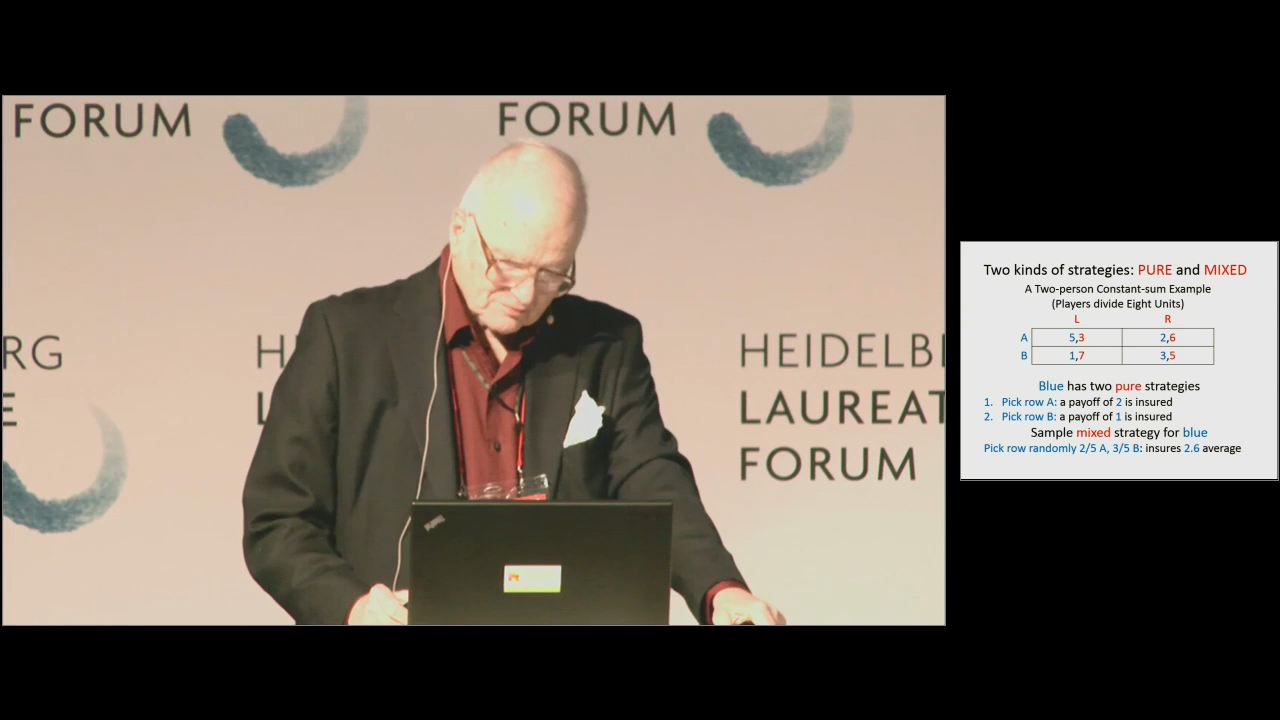 FORUM
FORUM
RG
E
H
L
HEIDELB
LAUREAT
FORUM
Two kinds of strategies: PURE and MIXED
A Two-person Constant-sum Example
(Players divide Eight Units)
L R
A 5,3 2,6
B 1,7 3,5
Blue has two pure strategies
1. Pick row A: a payoff of 2 is insured
2. Pick row B: a payoff of 1 is insured
Sample mixed strategy for blue
Pick row randomly 2/5 A, 3/5 B: insures 2.6 average